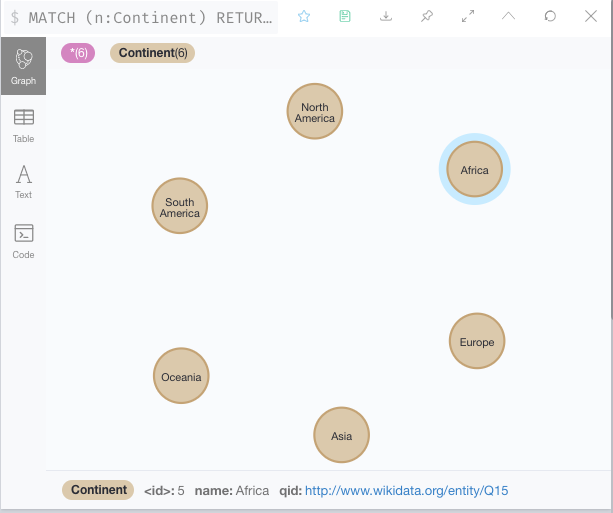 $ MATCH (n:Continent) RETUR…
*(6) Continent(6)
Graph
Table
Text
Code
North
America
Africa
South
America
Europe
Oceania
Asia
Continent <id>: 5 name: Africa qid: http://www.wikidata.org/entity/Q15